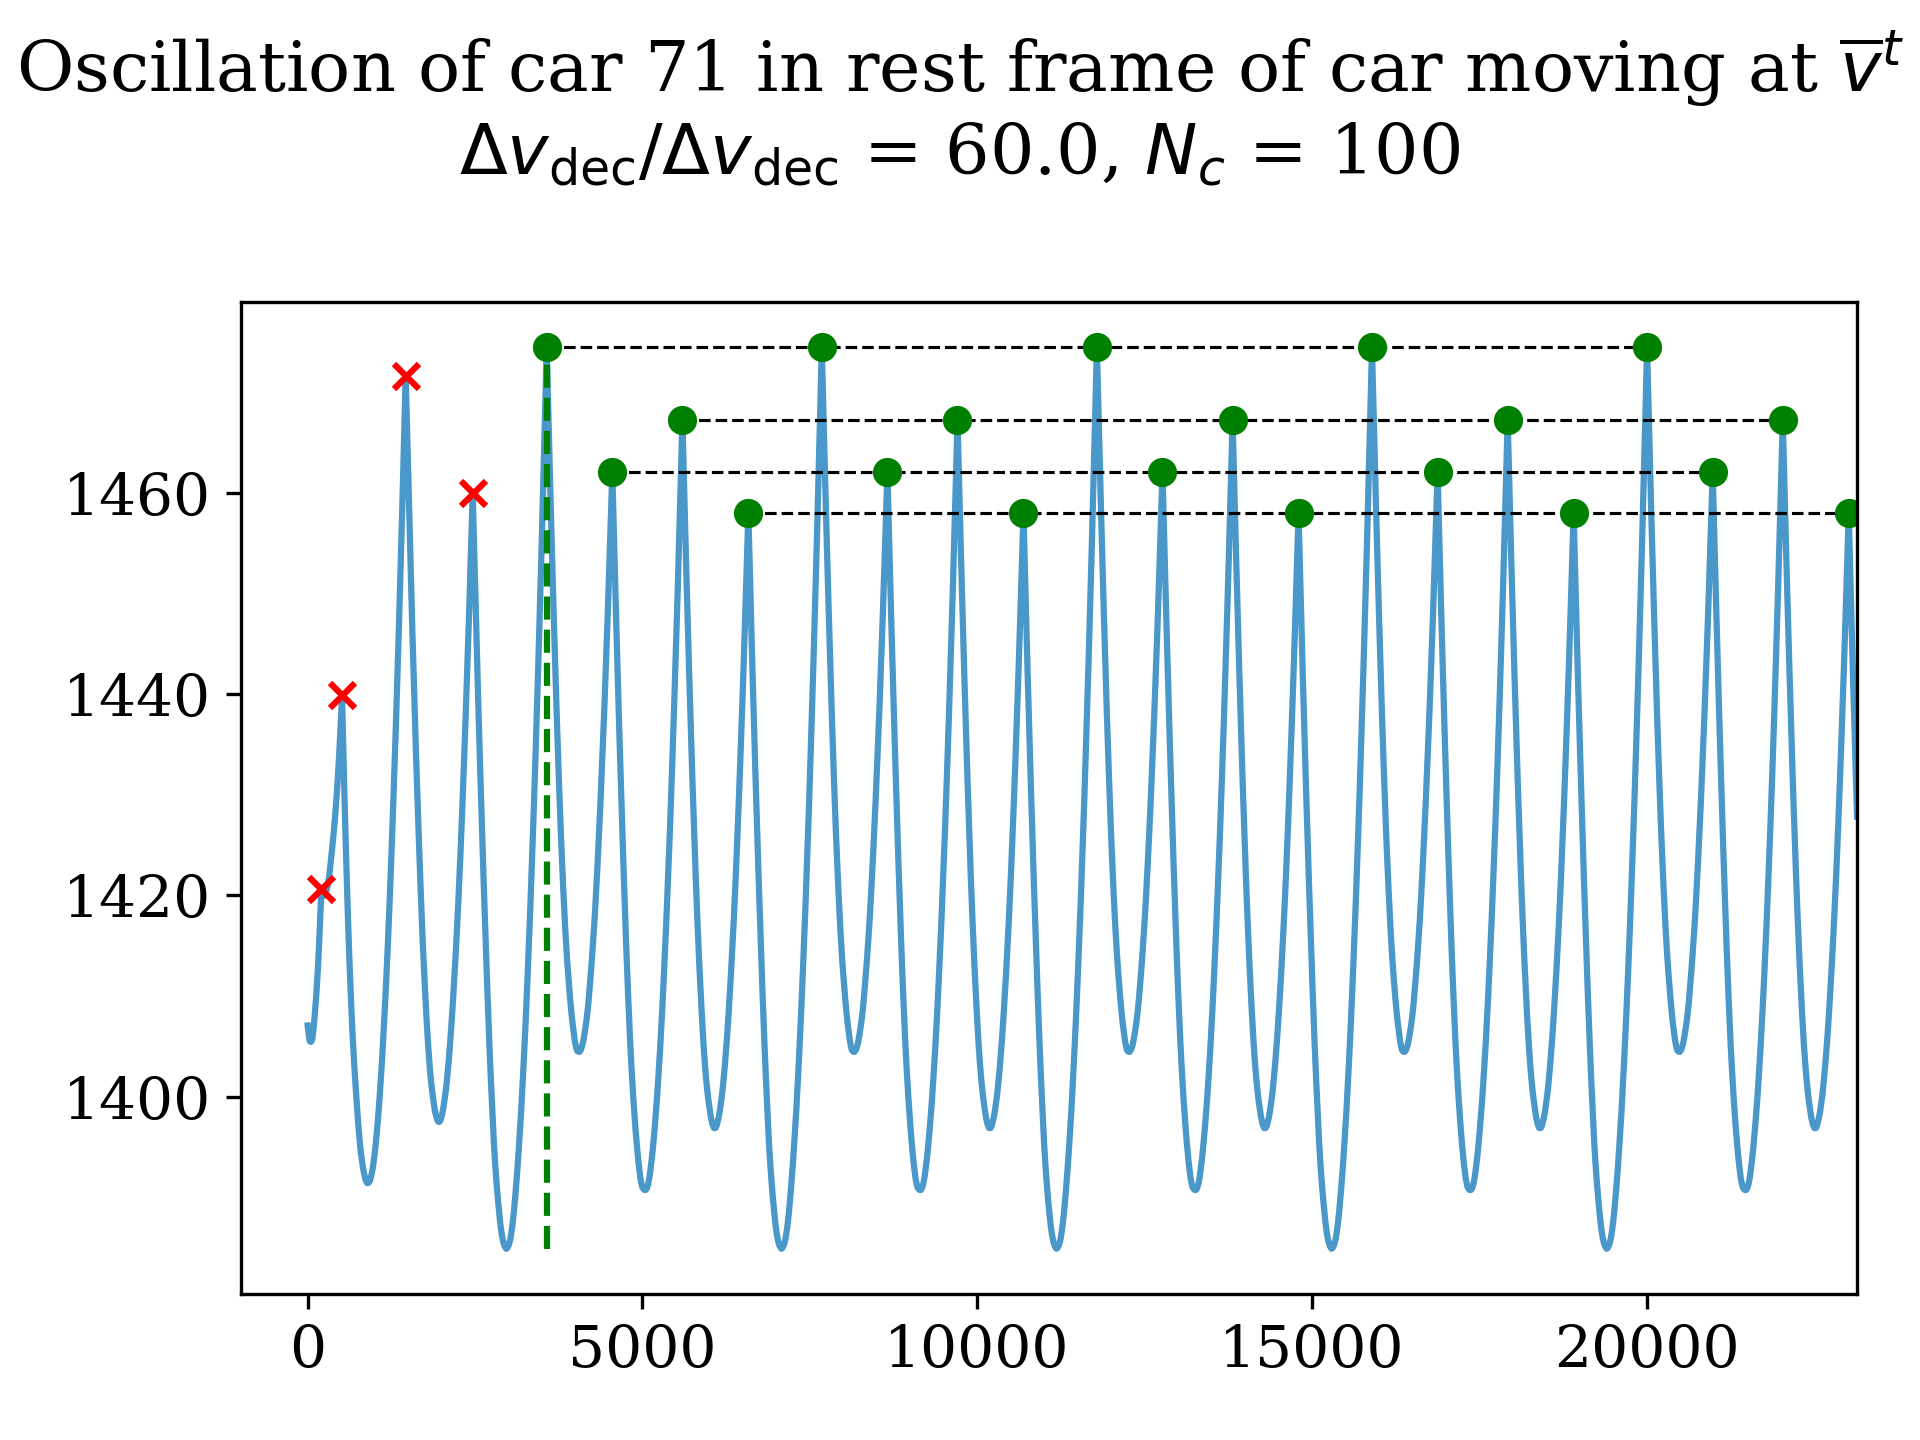 Oscillation of car 71 in rest frame of car moving at v̅ᵗ
Δv_dec/Δv_dec = 60.0, N_c = 100
1460
1440
1420
1400
0 5000 10000 15000 20000